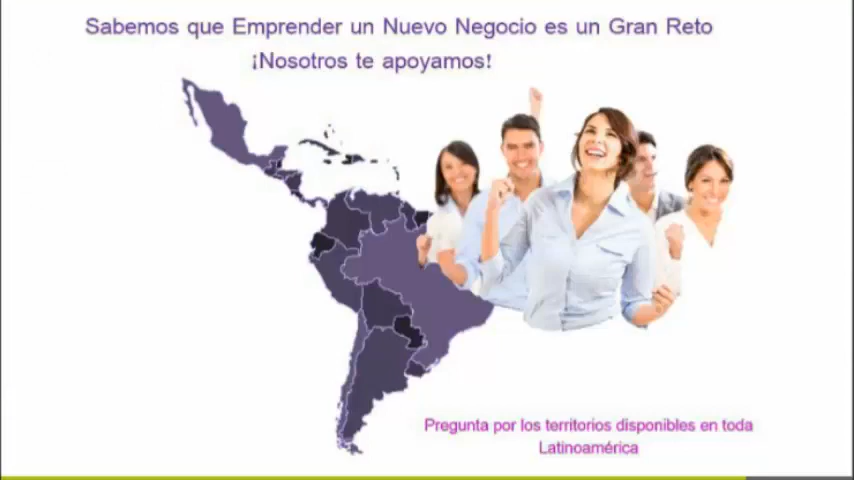 Sabemos que Emprender un Nuevo Negocio es un Gran Reto
¡Nosotros te apoyamos!
Pregunta por los territorios disponibles en toda
Latinoamérica